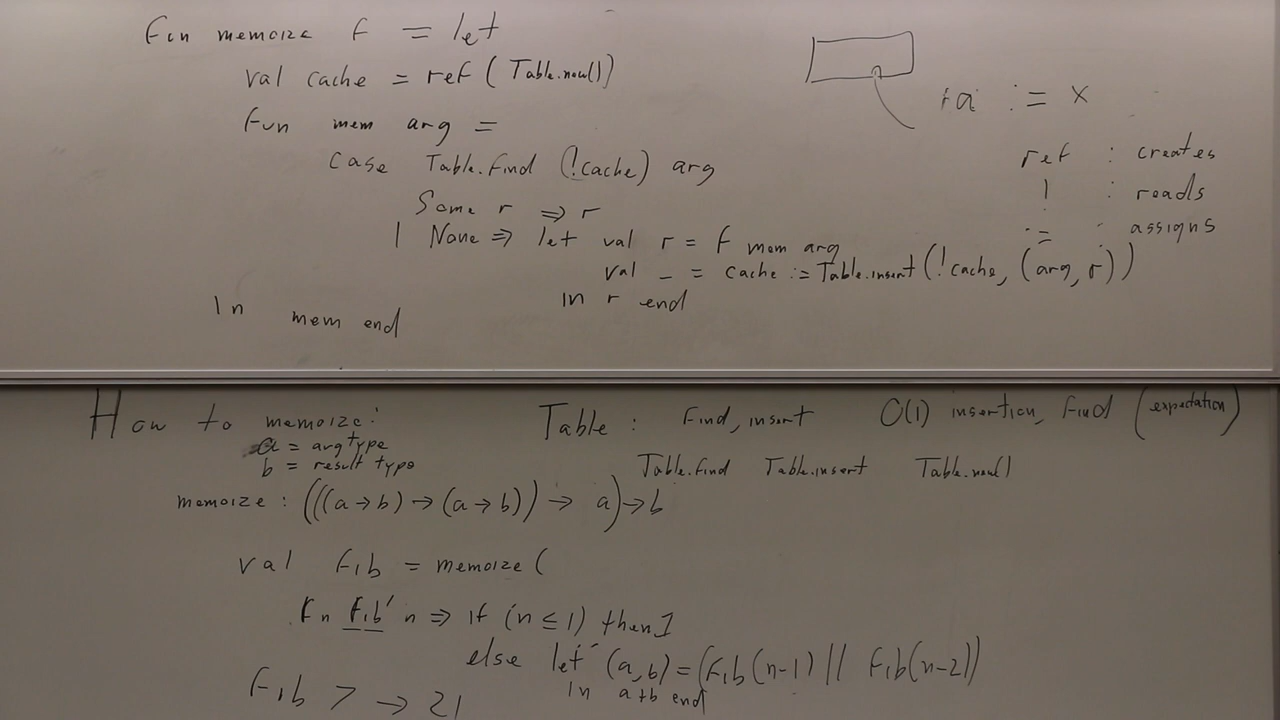 Fun memoize F = let
val cache = ref (Table.new())
Fun mem arg =
case Table.find (!cache) arg
Some r ⇒ r
| None ⇒ let val r = F mem arg
val _ = cache := Table.insert(!cache, (arg, r))
in r end
In mem end
a := x
ref : creates
! : reads
:= : assigns
How to memoize:
a = arg type
b = result type
Table : Find, insert O(1) insertion, Find (expectation)
Table.find Table.insert Table.new()
memoize : (((a→b) → (a→b)) → a)→b
val Fib = memoize (
Fn Fib' n ⇒ if (n ≤ 1) then 1
else let (a,b) = (Fib(n-1) || Fib(n-2))
in a+b end
Fib 7 → 21